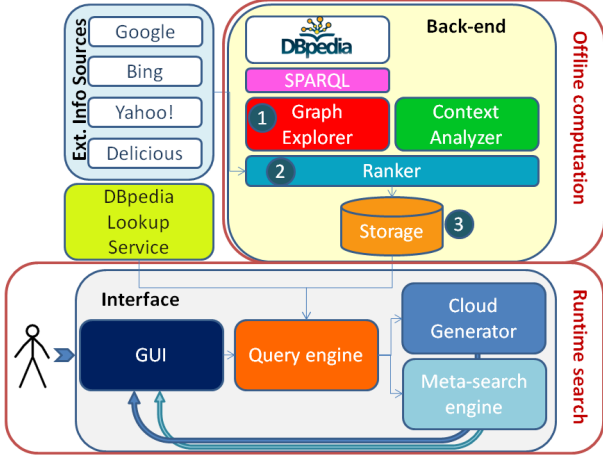 Ext. Info Sources
Google
Bing
Yahoo!
Delicious
DBpedia
Lookup
Service
Back-end
DBpedia
SPARQL
1
Graph
Explorer
Context
Analyzer
2
Ranker
Storage
3
Offline computation
Interface
GUI
Query engine
Cloud
Generator
Meta-search
engine
Runtime search